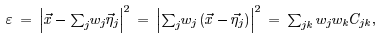 ε = |x⃗ − ∑_j w_j η⃗_j|² = |∑_j w_j (x⃗ − η⃗_j)|² = ∑_{jk} w_j w_k C_{jk},